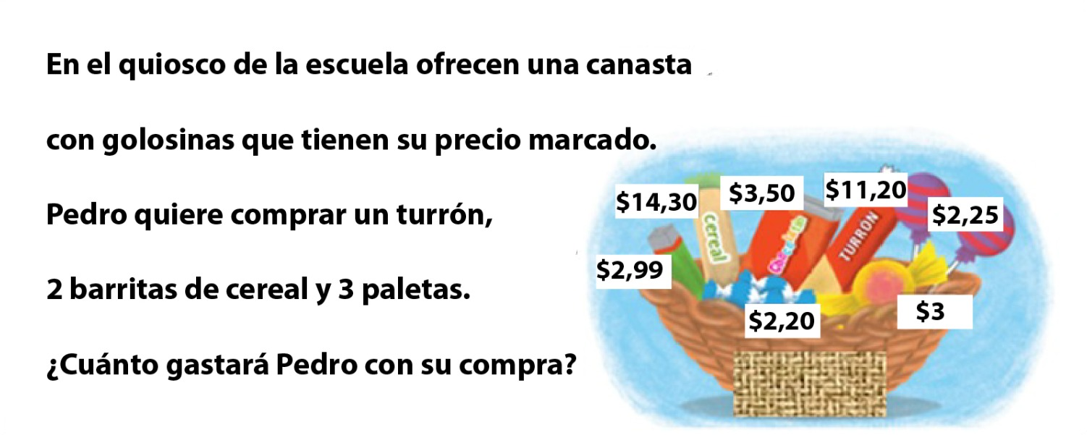 En el quiosco de la escuela ofrecen una canasta
con golosinas que tienen su precio marcado.
Pedro quiere comprar un turrón,
2 barritas de cereal y 3 paletas.
¿Cuánto gastará Pedro con su compra?
$14,30
$3,50
$11,20
$2,25
$2,99
$2,20
$3
cereal
Chocolate
TURRÓN